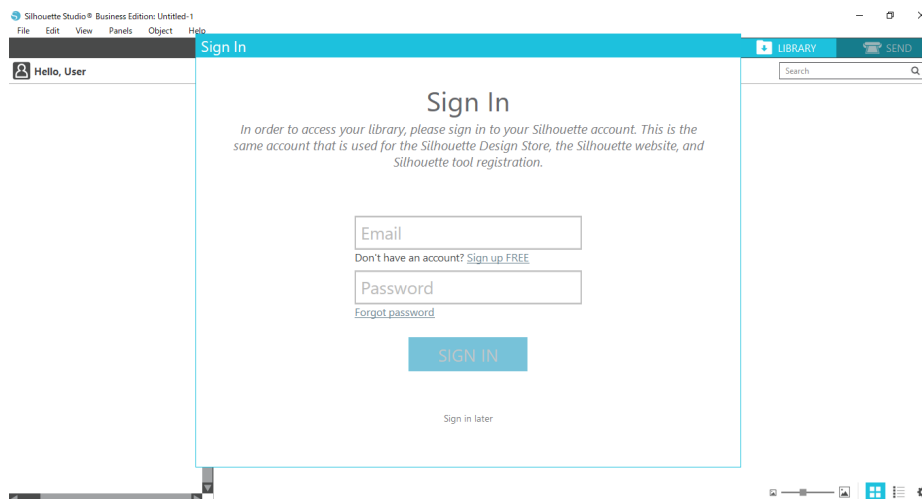 Silhouette Studio® Business Edition: Untitled-1
File Edit View Panels Object Help
Sign In
LIBRARY
SEND
Hello, User
Search
Sign In
In order to access your library, please sign in to your Silhouette account. This is the
same account that is used for the Silhouette Design Store, the Silhouette website, and
Silhouette tool registration.
Email
Don't have an account? Sign up FREE
Password
Forgot password
SIGN IN
Sign in later